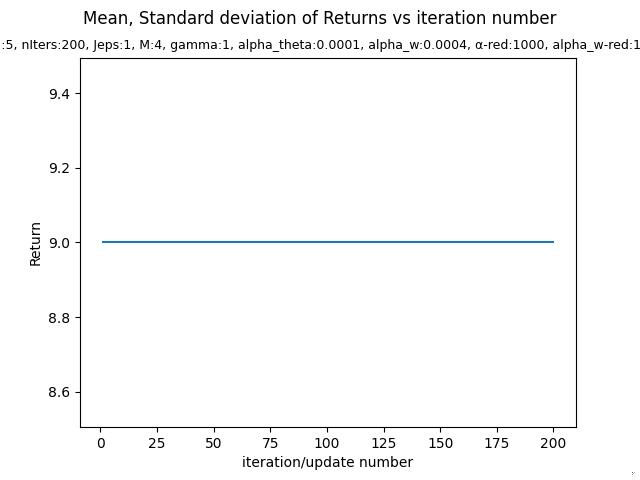 Mean, Standard deviation of Returns vs iteration number
:5, nIters:200, Jeps:1, M:4, gamma:1, alpha_theta:0.0001, alpha_w:0.0004, α-red:1000, alpha_w-red:1
9.4
9.2
9.0
8.8
8.6
Return
0 25 50 75 100 125 150 175 200
iteration/update number